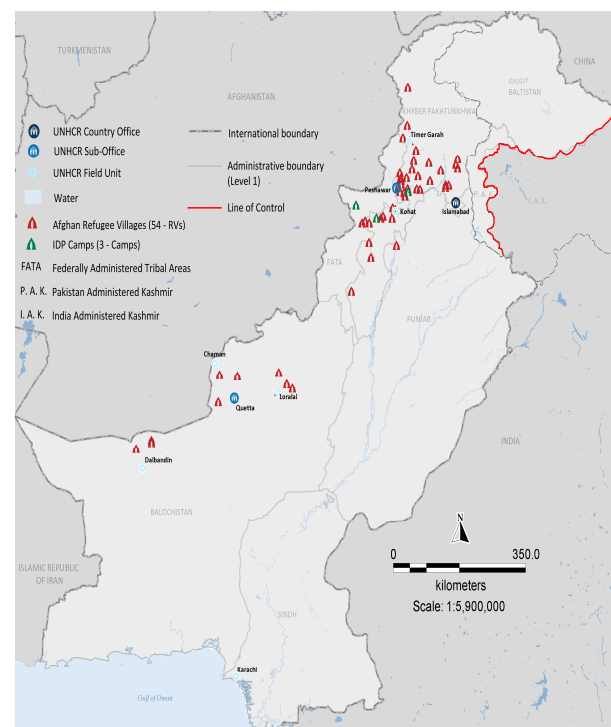 TURKMENISTAN
CHINA
GILGIT
BALTISTAN
AFGHANISTAN
KHYBER PAKHTUNKHWA
UNHCR Country Office
UNHCR Sub-Office
UNHCR Field Unit
Water
Afghan Refugee Villages (54 - RVs)
IDP Camps (3 - Camps)
FATA Federally Administered Tribal Areas
P. A. K. Pakistan Administered Kashmir
I. A. K. India Administered Kashmir
International boundary
Administrative boundary
(Level 1)
Line of Control
Timer Garah
Peshawar
P. A. K.
I. A. K.
Kohat
Islamabad
FATA
PUNJAB
Chaman
Loralai
Quetta
INDIA
Dalbandin
BALOCHISTAN
N
0 350.0
kilometers
Scale: 1:5,900,000
ISLAMIC REPUBLIC
OF IRAN
SINDH
Karachi
Gulf of Oman